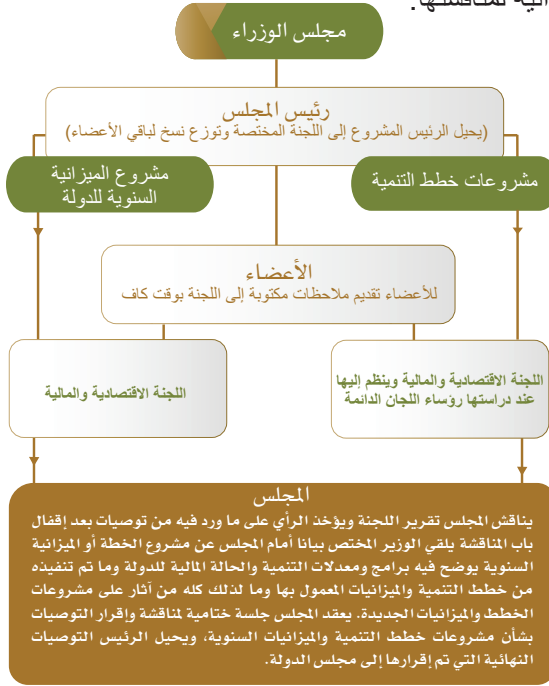 مجلس الوزراء
رئيس المجلس
(يحيل الرئيس المشروع إلى اللجنة المختصة وتوزع نسخ لباقي الأعضاء)
مشروعات خطط التنمية
مشروع الميزانية
السنوية للدولة
الأعضاء
للأعضاء تقديم ملاحظات مكتوبة إلى اللجنة بوقت كاف
اللجنة الاقتصادية والمالية وينظم إليها
عند دراستها رؤساء اللجان الدائمة
اللجنة الاقتصادية والمالية
المجلس
يناقش المجلس تقرير اللجنة ويؤخذ الرأي على ما ورد فيه من توصيات بعد إقفال
باب المناقشة يلقي الوزير المختص بيانا أمام المجلس عن مشروع الخطة أو الميزانية
السنوية يوضح فيه برامج ومعدلات التنمية والحالة المالية للدولة وما تم تنفيذه
من خطط التنمية والميزانيات المعمول بها وما لذلك كله من آثار على مشروعات
الخطط والميزانيات الجديدة. يعقد المجلس جلسة ختامية لمناقشة وإقرار التوصيات
بشأن مشروعات خطط التنمية والميزانيات السنوية، ويحيل الرئيس التوصيات
النهائية التي تم إقرارها إلى مجلس الدولة.